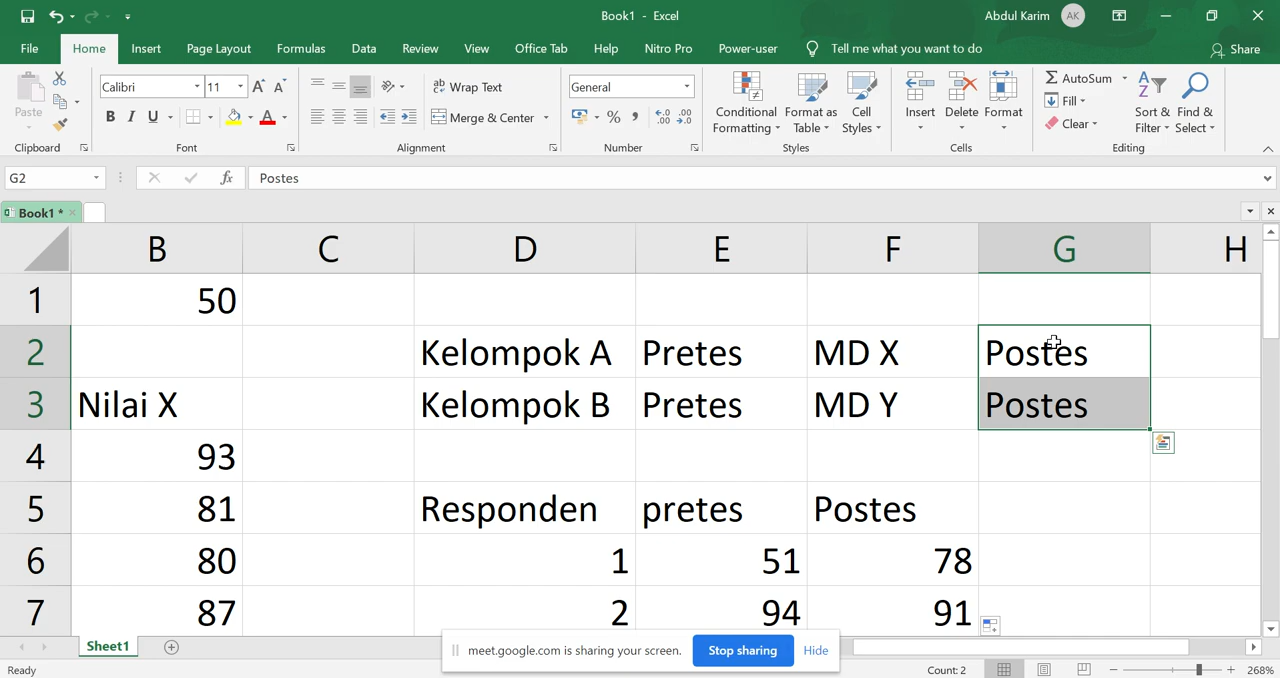 Book1 - Excel
Abdul Karim AK
File Home Insert Page Layout Formulas Data Review View Office Tab Help Nitro Pro Power-user Tell me what you want to do Share
Paste Calibri 11 Wrap Text General Conditional Formatting Format as Table Cell Styles Insert Delete Format AutoSum Fill Clear Sort & Filter Find & Select
B I U A Merge & Center % ,
Clipboard Font Alignment Number Styles Cells Editing
G2 fx Postes
Book1 *
B C D E F G H
1 50
2 Kelompok A Pretes MD X Postes
3 Nilai X Kelompok B Pretes MD Y Postes
4 93
5 81 Responden pretes Postes
6 80 1 51 78
7 87 2 94 91
Sheet1
meet.google.com is sharing your screen. Stop sharing Hide
Ready Count: 2 268%